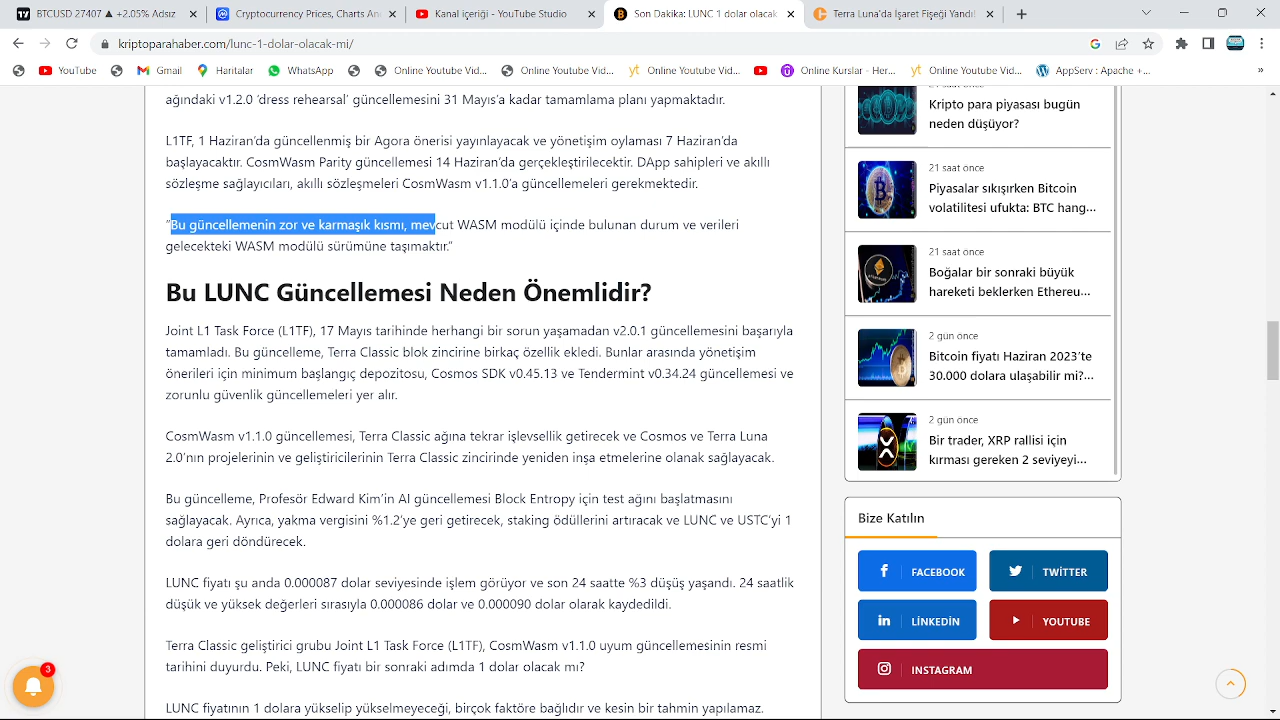 BTCUSD 27407 ▲ +2.05% Adsız
Cryptocurrency Prices, Charts An
Kanal içeriği - YouTube Studio
Son Dakika: LUNC 1 dolar olacak
Terra Luna'da İşaret Fişeği Yandı
kriptoparahaber.com/lunc-1-dolar-olacak-mi/
YouTube
Gmail
Haritalar
WhatsApp
Online Youtube Vid...
Online Youtube Vid...
yt Online Youtube Vid...
Online Kurslar - Her...
yt Online Youtube Vid...
AppServ : Apache +...
»
ağındaki v1.2.0 ‘dress rehearsal’ güncellemesini 31 Mayıs’a kadar tamamlama planı yapmaktadır.
L1TF, 1 Haziran’da güncellenmiş bir Agora önerisi yayınlayacak ve yönetişim oylaması 7 Haziran’da
başlayacaktır. CosmWasm Parity güncellemesi 14 Haziran’da gerçekleştirilecektir. DApp sahipleri ve akıllı
sözleşme sağlayıcıları, akıllı sözleşmeleri CosmWasm v1.1.0’a güncellemeleri gerekmektedir.
“Bu güncellemenin zor ve karmaşık kısmı, mevcut WASM modülü içinde bulunan durum ve verileri
gelecekteki WASM modülü sürümüne taşımaktır.”
Bu LUNC Güncellemesi Neden Önemlidir?
Joint L1 Task Force (L1TF), 17 Mayıs tarihinde herhangi bir sorun yaşamadan v2.0.1 güncellemesini başarıyla
tamamladı. Bu güncelleme, Terra Classic blok zincirine birkaç özellik ekledi. Bunlar arasında yönetişim
önerileri için minimum başlangıç depozitosu, Cosmos SDK v0.45.13 ve Tendermint v0.34.24 güncellemesi ve
zorunlu güvenlik güncellemeleri yer alır.
CosmWasm v1.1.0 güncellemesi, Terra Classic ağına tekrar işlevsellik getirecek ve Cosmos ve Terra Luna
2.0’nın projelerinin ve geliştiricilerinin Terra Classic zincirinde yeniden inşa etmelerine olanak sağlayacak.
Bu güncelleme, Profesör Edward Kim’in AI güncellemesi Block Entropy için test ağını başlatmasını
sağlayacak. Ayrıca, yakma vergisini %1.2’ye geri getirecek, staking ödüllerini artıracak ve LUNC ve USTC’yi 1
dolara geri döndürecek.
LUNC fiyatı şu anda 0.000087 dolar seviyesinde işlem görüyor ve son 24 saatte %3 düşüş yaşandı. 24 saatlik
düşük ve yüksek değerleri sırasıyla 0.000086 dolar ve 0.000090 dolar olarak kaydedildi.
Terra Classic geliştirici grubu Joint L1 Task Force (L1TF), CosmWasm v1.1.0 uyum güncellemesinin resmi
tarihini duyurdu. Peki, LUNC fiyatı bir sonraki adımda 1 dolar olacak mı?
LUNC fiyatının 1 dolara yükselip yükselmeyeceği, birçok faktöre bağlıdır ve kesin bir tahmin yapılamaz.
Kripto para piyasası bugün
neden düşüyor?
21 saat önce
Piyasalar sıkışırken Bitcoin
volatilitesi ufukta: BTC hang...
21 saat önce
Boğalar bir sonraki büyük
hareketi beklerken Ethereu...
2 gün önce
Bitcoin fiyatı Haziran 2023’te
30.000 dolara ulaşabilir mi?...
2 gün önce
Bir trader, XRP rallisi için
kırması gereken 2 seviyeyi...
Bize Katılın
FACEBOOK
TWİTTER
LİNKEDİN
YOUTUBE
INSTAGRAM
3